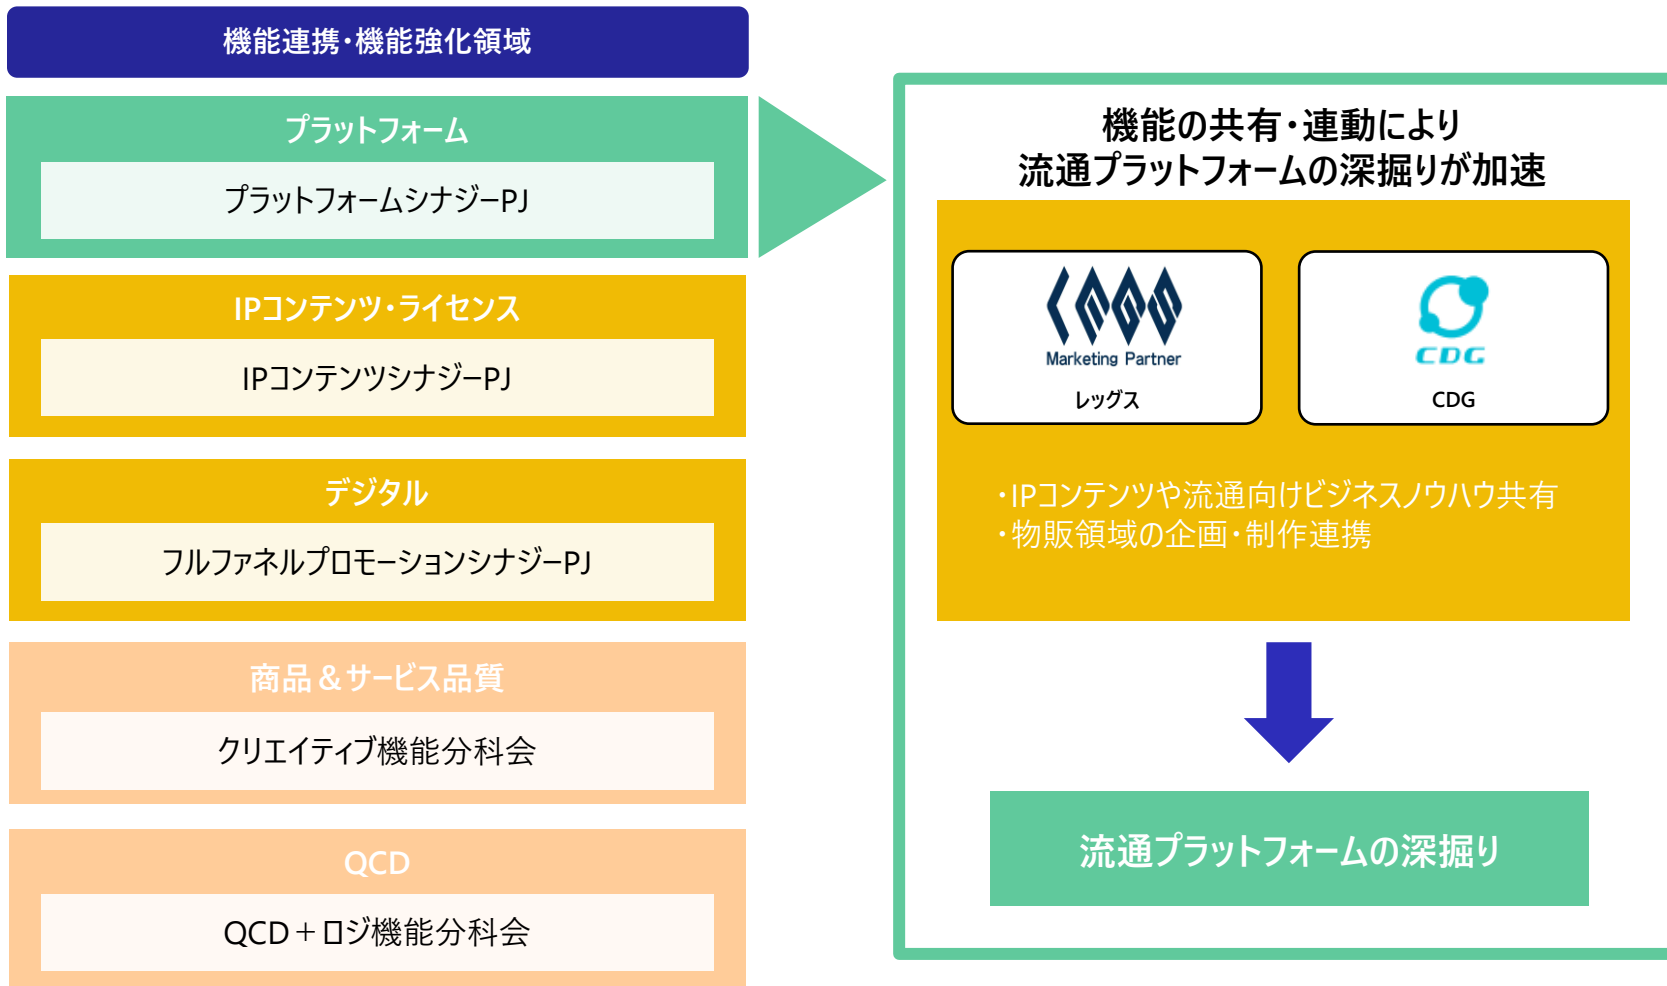 機能連携・機能強化領域
プラットフォーム
プラットフォームシナジーPJ
IPコンテンツ・ライセンス
IPコンテンツシナジーPJ
デジタル
フルファネルプロモーションシナジーPJ
商品＆サービス品質
クリエイティブ機能分科会
QCD
QCD＋ロジ機能分科会
機能の共有・連動により
流通プラットフォームの深掘りが加速
LEGS
Marketing Partner
レッグス
CDG
CDG
・IPコンテンツや流通向けビジネスノウハウ共有
・物販領域の企画・制作連携
流通プラットフォームの深掘り